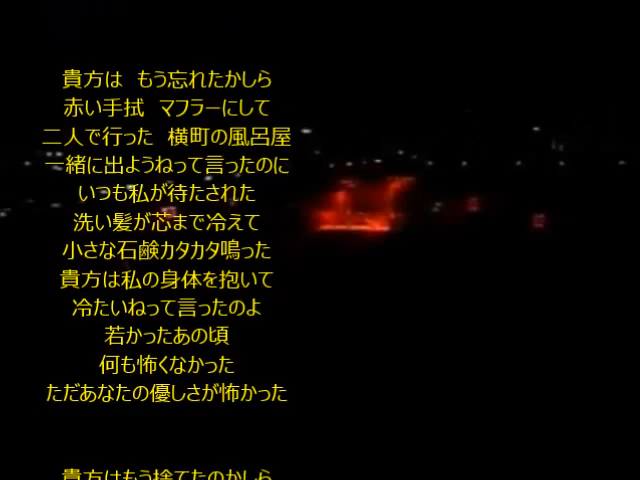 貴方は　もう忘れたかしら
赤い手拭　マフラーにして
二人で行った　横町の風呂屋
一緒に出ようねって言ったのに
いつも私が待たされた
洗い髪が芯まで冷えて
小さな石鹸カタカタ鳴った
貴方は私の身体を抱いて
冷たいねって言ったのよ
若かったあの頃
何も怖くなかった
ただあなたの優しさが怖かった
貴方はもう捨てたのかしら